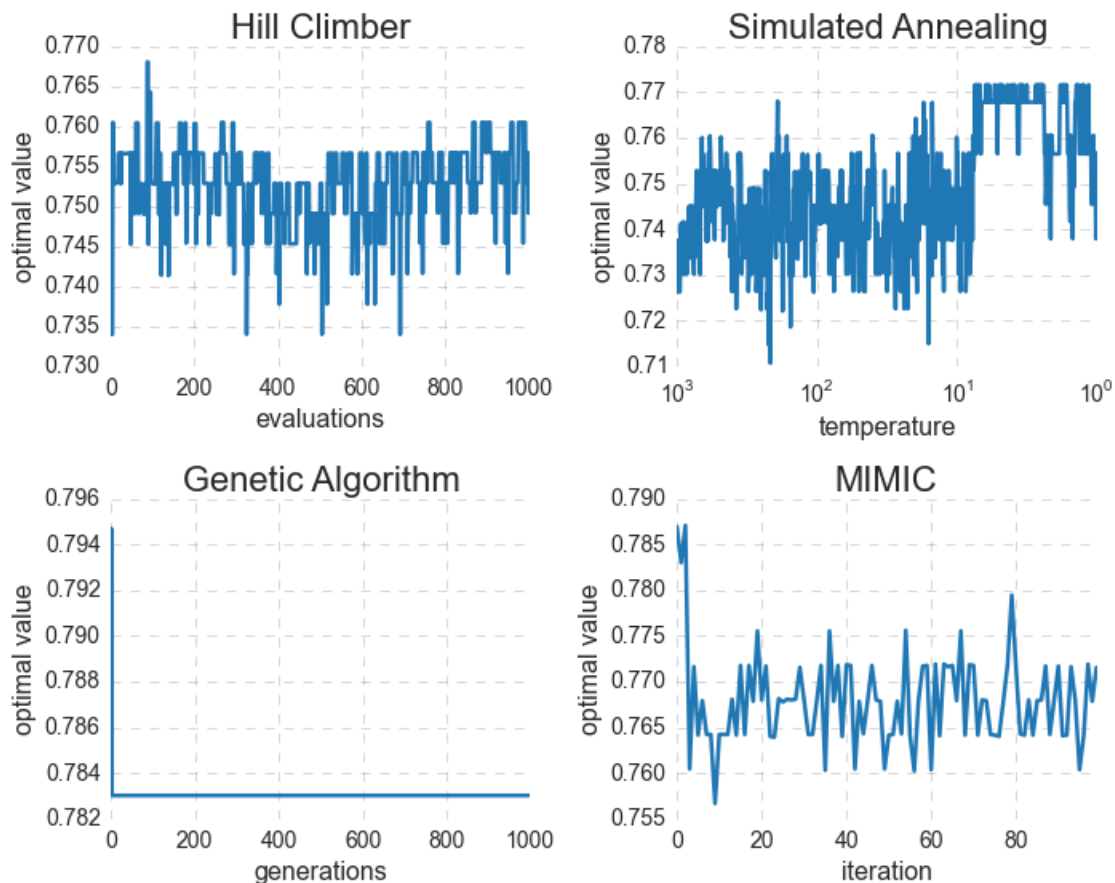 Hill Climber
0.770
0.765
0.760
0.755
0.750
0.745
0.740
0.735
0.730
optimal value
0 200 400 600 800 1000
evaluations
Simulated Annealing
0.78
0.77
0.76
0.75
0.74
0.73
0.72
0.71
optimal value
10³ 10² 10¹ 10⁰
temperature
Genetic Algorithm
0.796
0.794
0.792
0.790
0.788
0.786
0.784
0.782
optimal value
0 200 400 600 800 1000
generations
MIMIC
0.790
0.785
0.780
0.775
0.770
0.765
0.760
0.755
optimal value
0 20 40 60 80
iteration